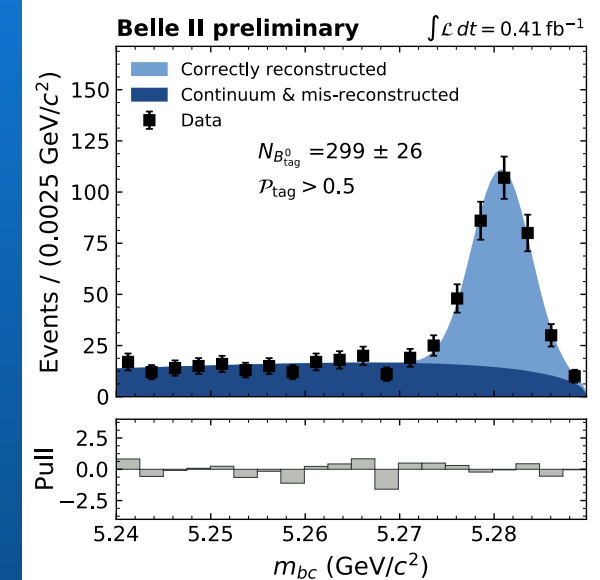 Belle II preliminary ∫ℒ dt = 0.41 fb⁻¹
Correctly reconstructed
Continuum & mis-reconstructed
Data
N_{B⁰_tag} =299 ± 26
𝒫_tag > 0.5
Events / (0.0025 GeV/c²)
150
125
100
75
50
25
0
Pull
2.5
0.0
−2.5
5.24 5.25 5.26 5.27 5.28
m_{bc} (GeV/c²)